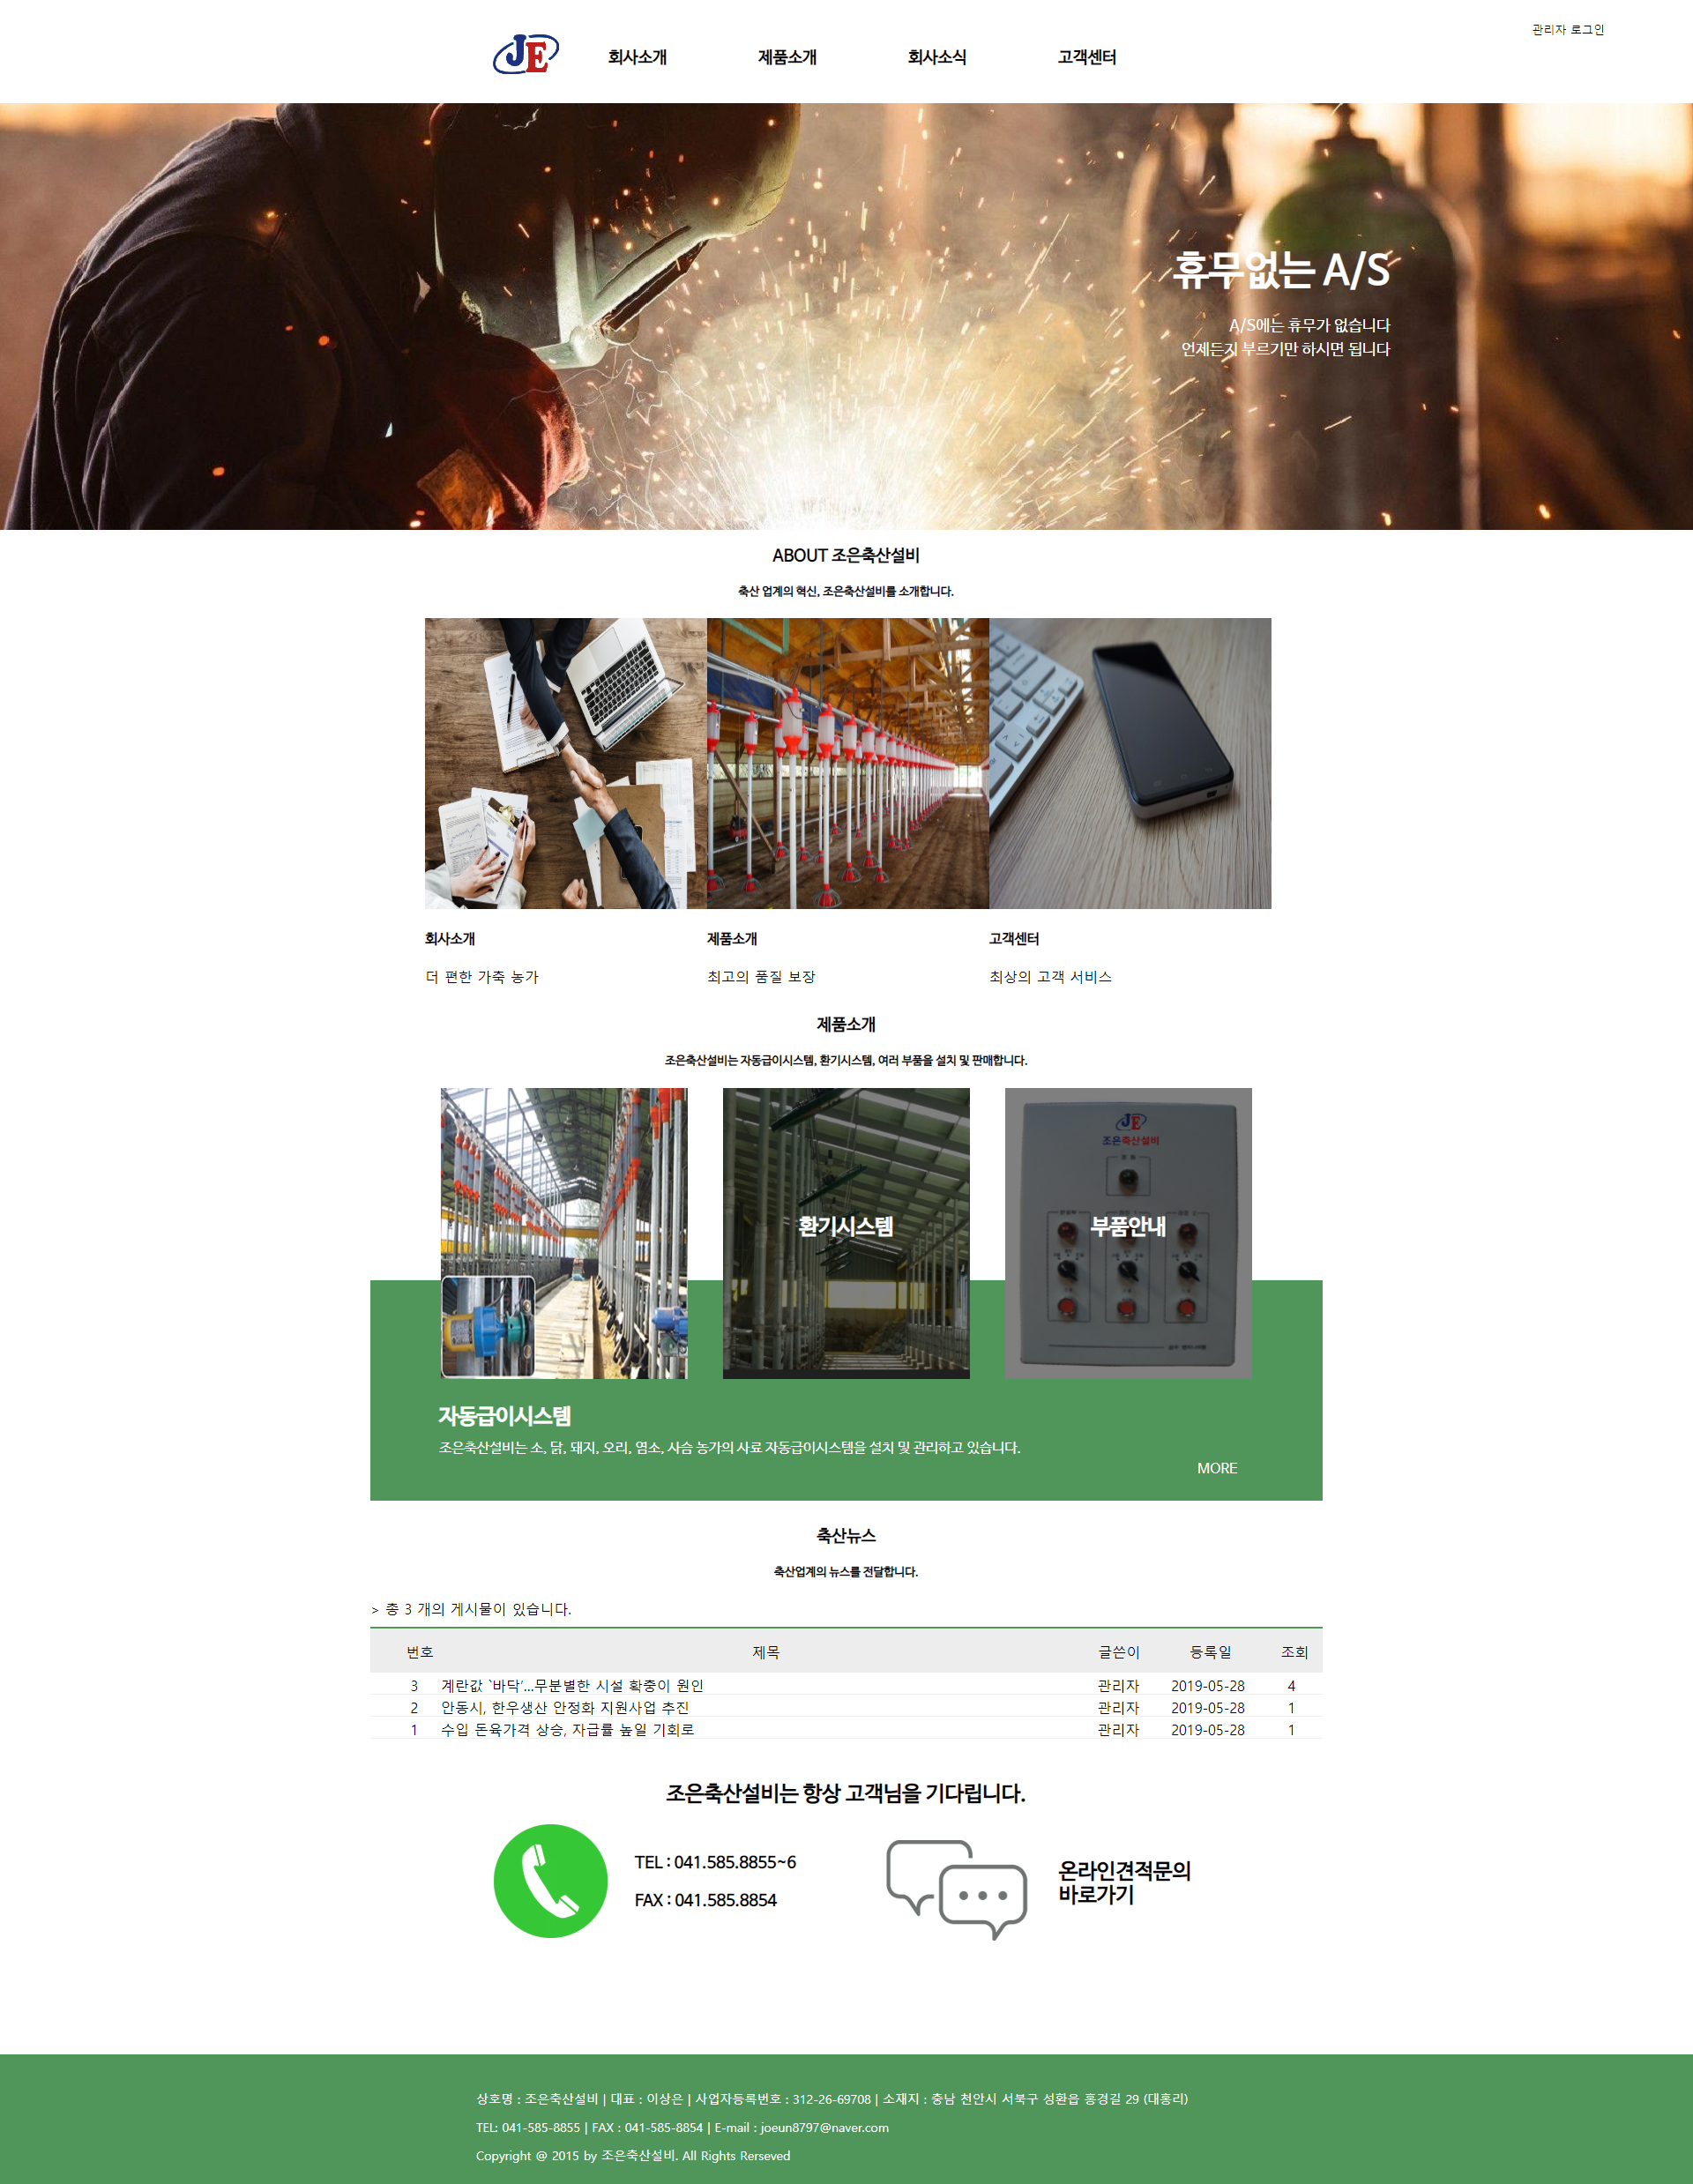 관리자 로그인
JE
회사소개
제품소개
회사소식
고객센터
휴무없는 A/S
A/S에는 휴무가 없습니다
언제든지 부르기만 하시면 됩니다
ABOUT 조은축산설비
축산 업계의 혁신, 조은축산설비를 소개합니다.
회사소개
제품소개
고객센터
더 편한 가축 농가
최고의 품질 보장
최상의 고객 서비스
제품소개
조은축산설비는 자동급이시스템, 환기시스템, 여러 부품을 설치 및 판매합니다.
JE
조은축산설비
환기시스템
부품안내
자동급이시스템
조은축산설비는 소, 닭, 돼지, 오리, 염소, 사슴 농가의 사료 자동급이시스템을 설치 및 관리하고 있습니다.
MORE
축산뉴스
축산업계의 뉴스를 전달합니다.
> 총 3 개의 게시물이 있습니다.
번호 제목 글쓴이 등록일 조회
3 계란값 `바닥'...무분별한 시설 확충이 원인 관리자 2019-05-28 4
2 안동시, 한우생산 안정화 지원사업 추진 관리자 2019-05-28 1
1 수입 돈육가격 상승, 자급률 높일 기회로 관리자 2019-05-28 1
조은축산설비는 항상 고객님을 기다립니다.
TEL : 041.585.8855~6
FAX : 041.585.8854
온라인견적문의
바로가기
상호명 : 조은축산설비 | 대표 : 이상은 | 사업자등록번호 : 312-26-69708 | 소재지 : 충남 천안시 서북구 성환읍 홍경길 29 (대홍리)
TEL: 041-585-8855 | FAX : 041-585-8854 | E-mail : joeun8797@naver.com
Copyright @ 2015 by 조은축산설비. All Rights Rerseved